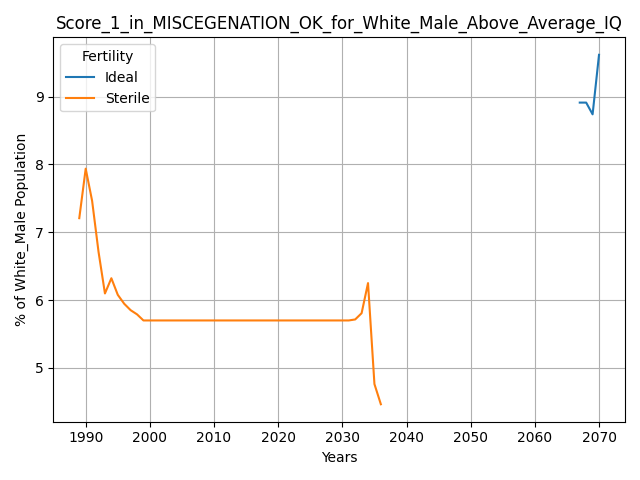 Score_1_in_MISCEGENATION_OK_for_White_Male_Above_Average_IQ
Fertility
Ideal
Sterile
% of White_Male Population
9
8
7
6
5
1990 2000 2010 2020 2030 2040 2050 2060 2070
Years